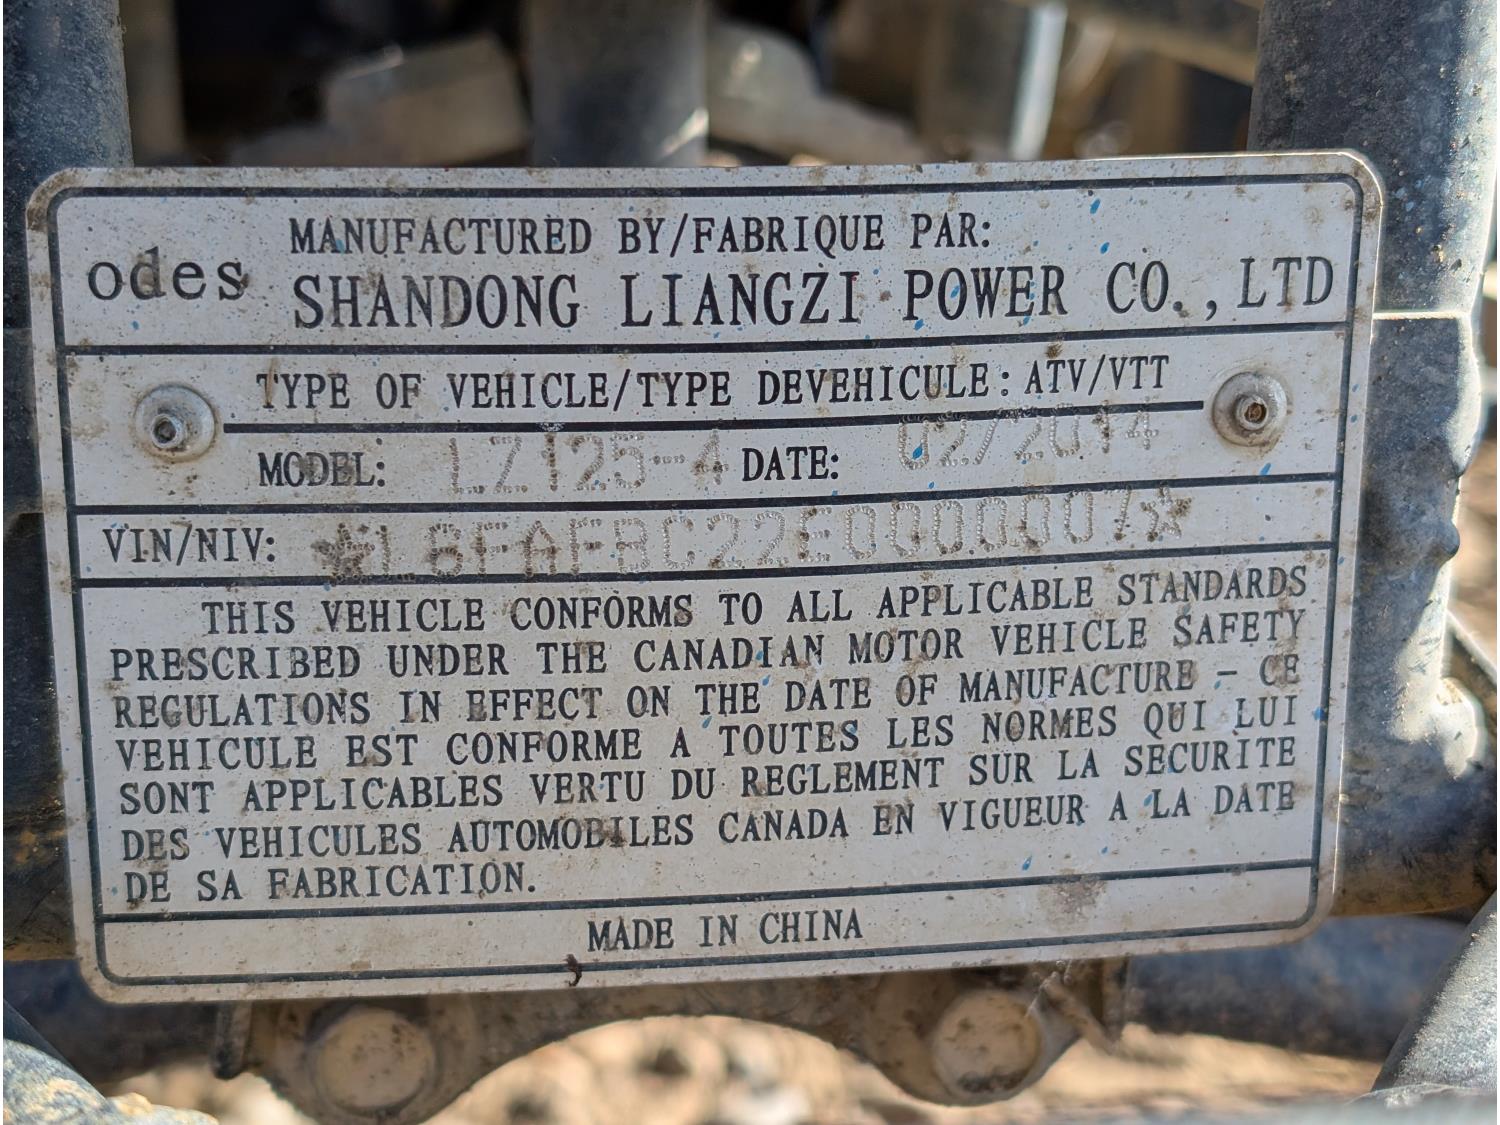 odes
MANUFACTURED BY/FABRIQUE PAR:
SHANDONG LIANGZI POWER CO.,LTD
TYPE OF VEHICLE/TYPE DEVEHICULE: ATV/VTT
MODEL: LZ125-4 DATE: 02/2014
VIN/NIV: ☆L6FAFBC22E0000007☆
THIS VEHICLE CONFORMS TO ALL APPLICABLE STANDARDS
PRESCRIBED UNDER THE CANADIAN MOTOR VEHICLE SAFETY
REGULATIONS IN EFFECT ON THE DATE OF MANUFACTURE - CE
VEHICULE EST CONFORME A TOUTES LES NORMES QUI LUI
SONT APPLICABLES VERTU DU REGLEMENT SUR LA SECURITE
DES VEHICULES AUTOMOBILES CANADA EN VIGUEUR A LA DATE
DE SA FABRICATION.
MADE IN CHINA